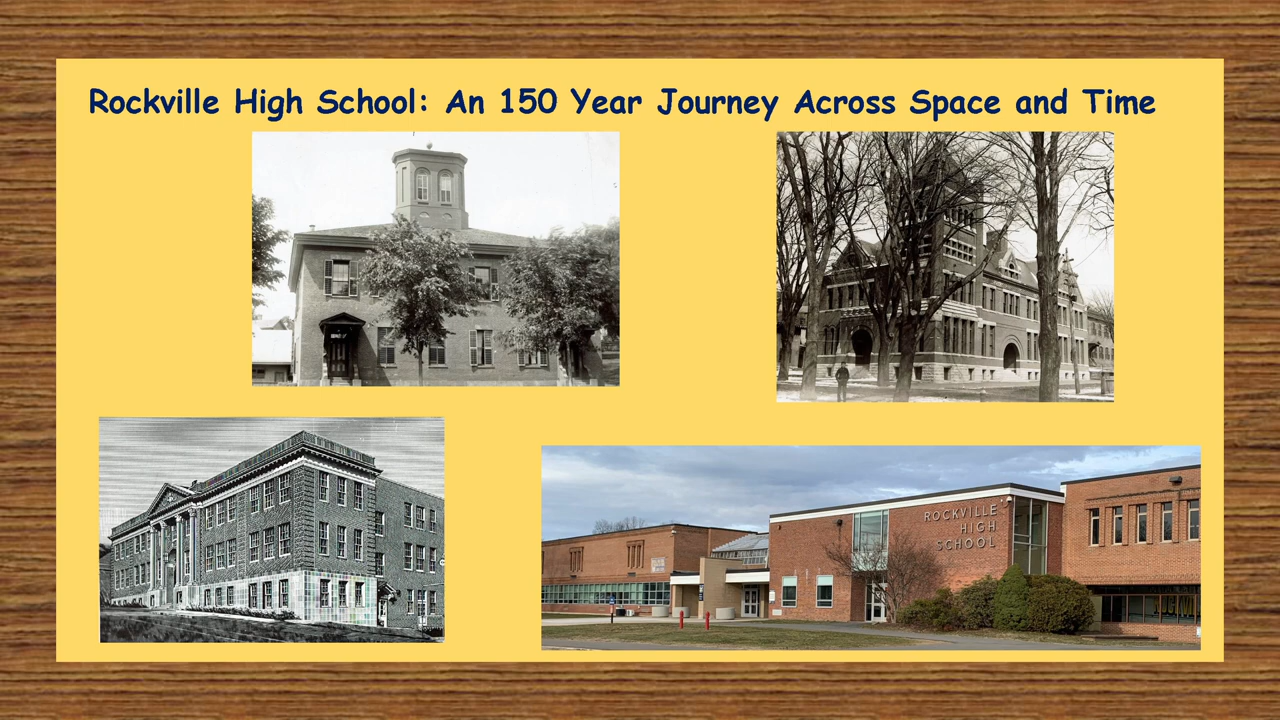 Rockville High School: An 150 Year Journey Across Space and Time
ROCKVILLE
HIGH
SCHOOL